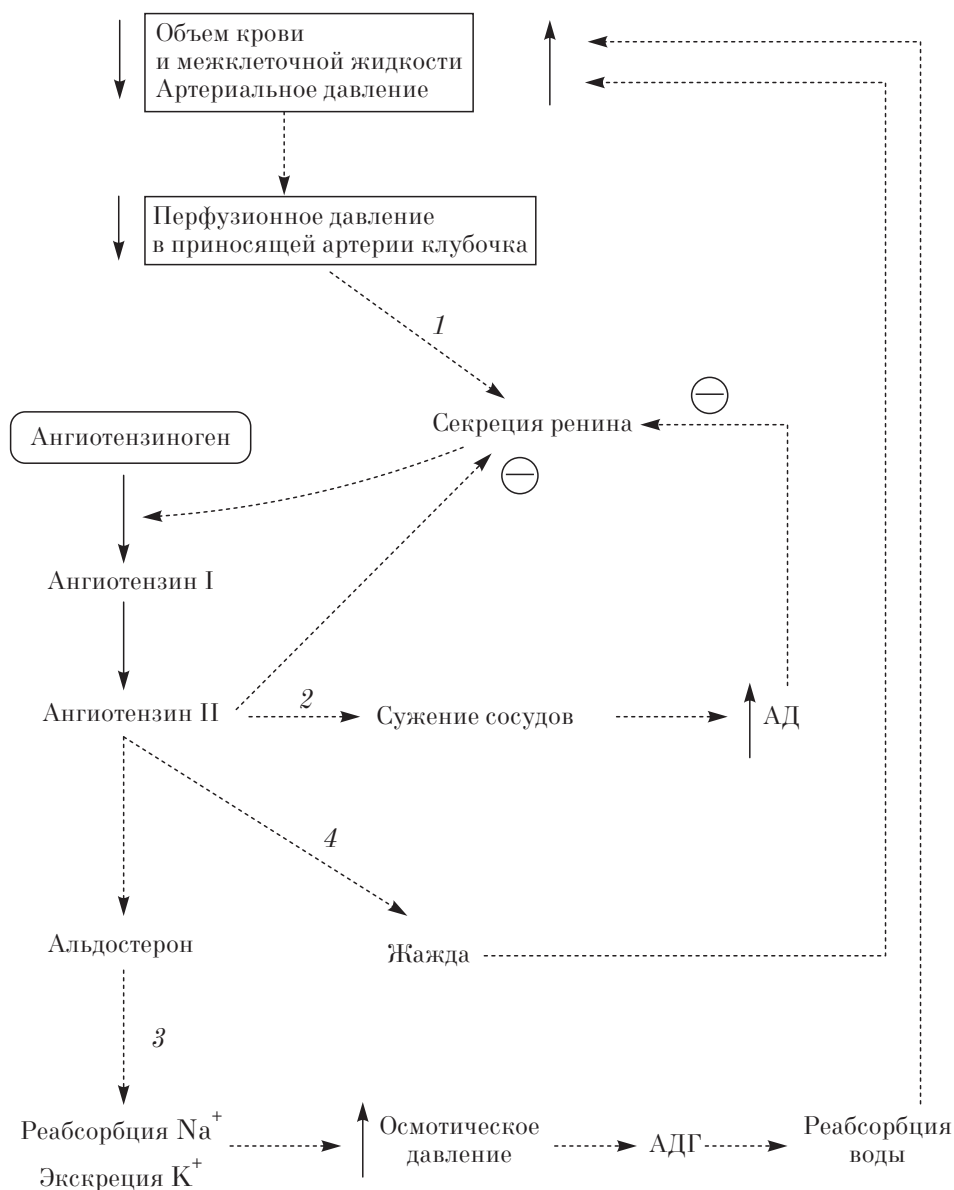 Объем крови
и межклеточной жидкости
Артериальное давление
Перфузионное давление
в приносящей артерии клубочка
1
Секреция ренина
Ангиотензиноген
Ангиотензин I
Ангиотензин II
2
Сужение сосудов
АД
4
Альдостерон
Жажда
3
Реабсорбция Na⁺
Экскреция K⁺
Осмотическое
давление
АДГ
Реабсорбция
воды